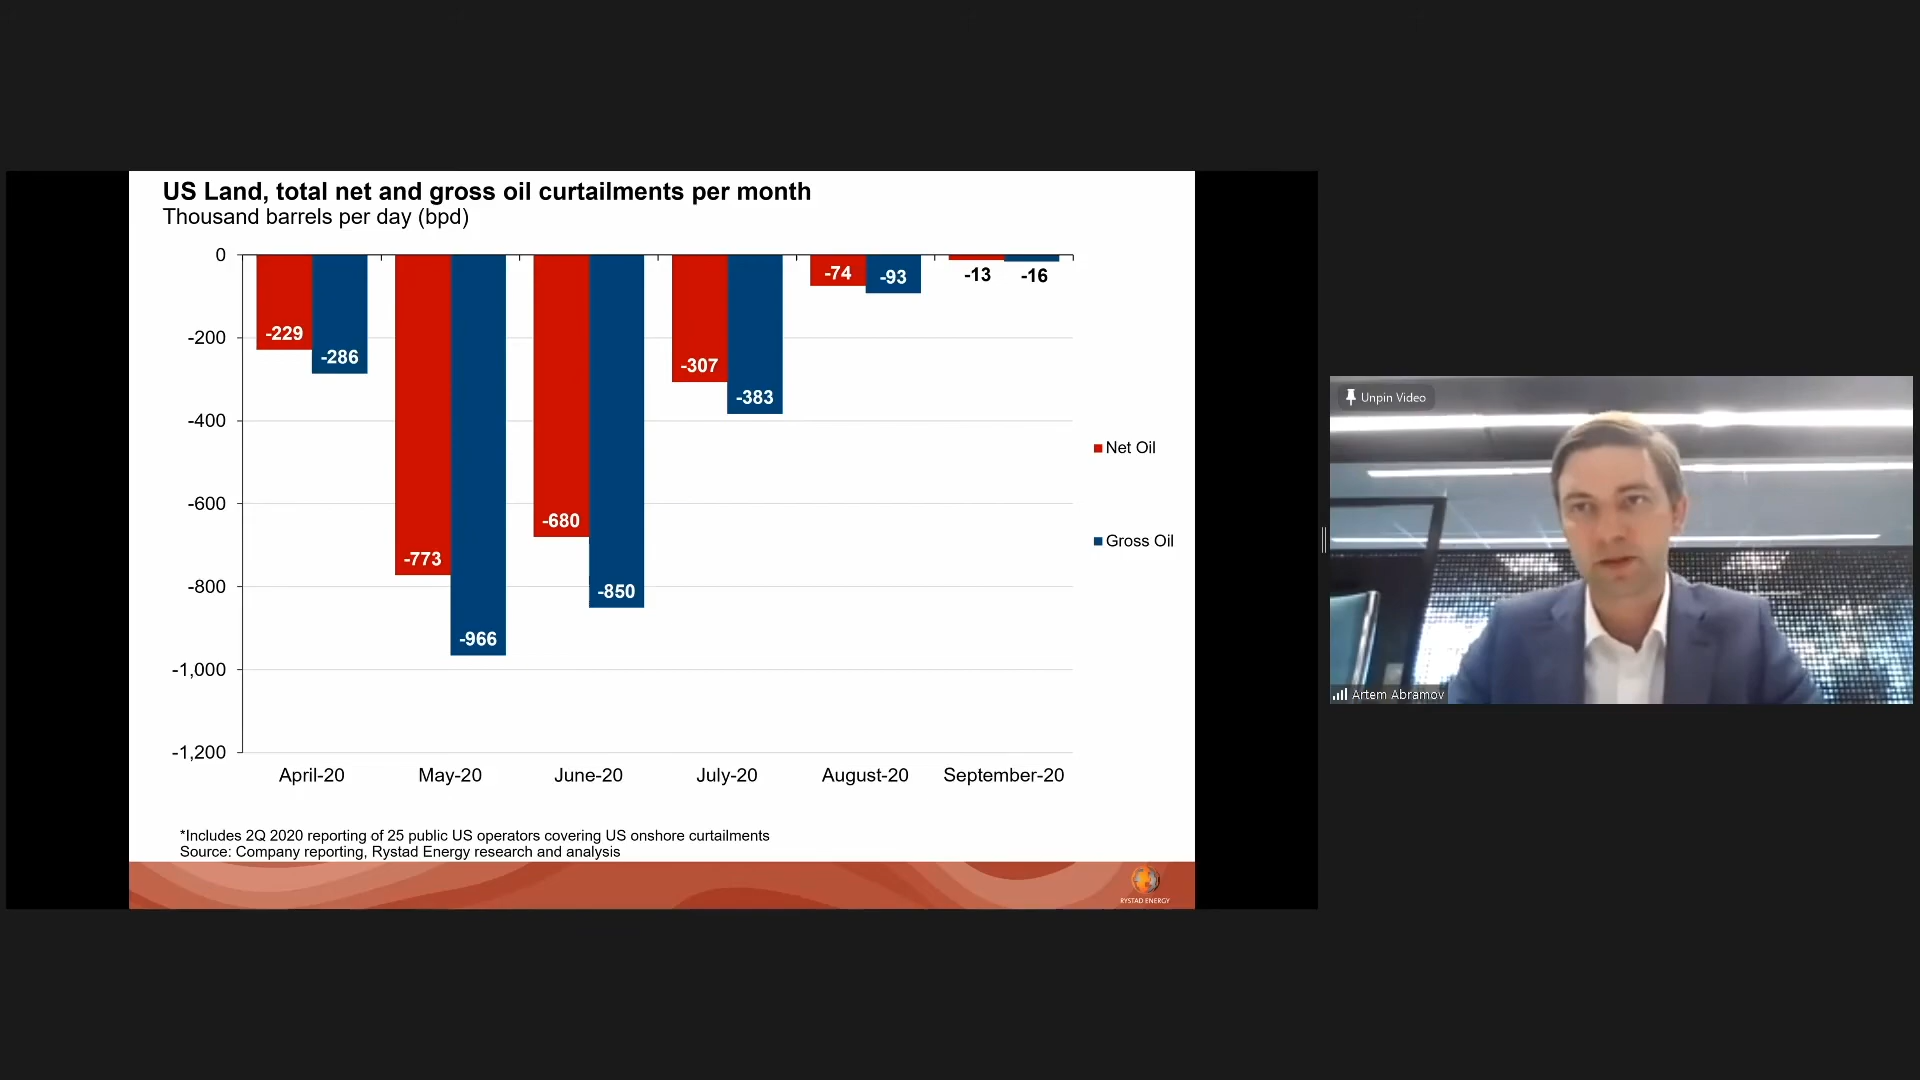 US Land, total net and gross oil curtailments per month
Thousand barrels per day (bpd)
0
-200
-400
-600
-800
-1,000
-1,200
-229
-286
-773
-966
-680
-850
-307
-383
-74
-93
-13
-16
April-20
May-20
June-20
July-20
August-20
September-20
Net Oil
Gross Oil
*Includes 2Q 2020 reporting of 25 public US operators covering US onshore curtailments
Source: Company reporting, Rystad Energy research and analysis
RYSTAD ENERGY
Unpin Video
Artem Abramov